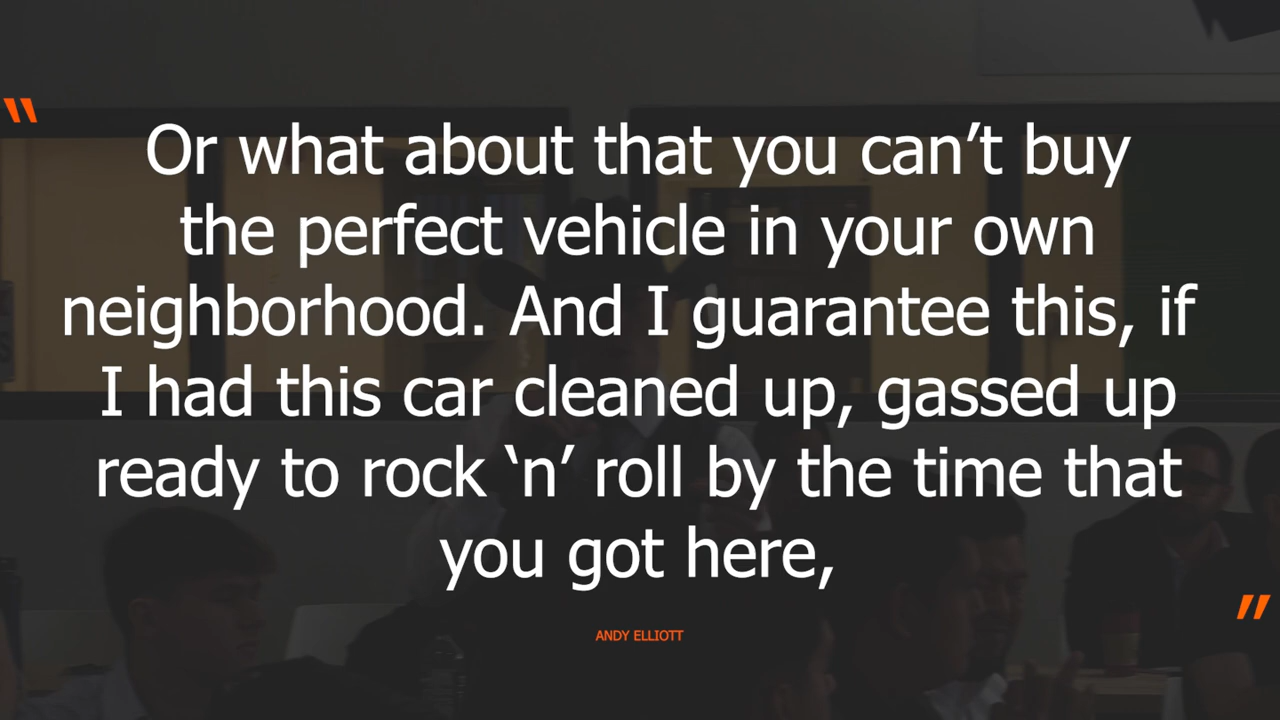 “
Or what about that you can’t buy
the perfect vehicle in your own
neighborhood. And I guarantee this, if
I had this car cleaned up, gassed up
ready to rock ‘n’ roll by the time that
you got here,
”
ANDY ELLIOTT